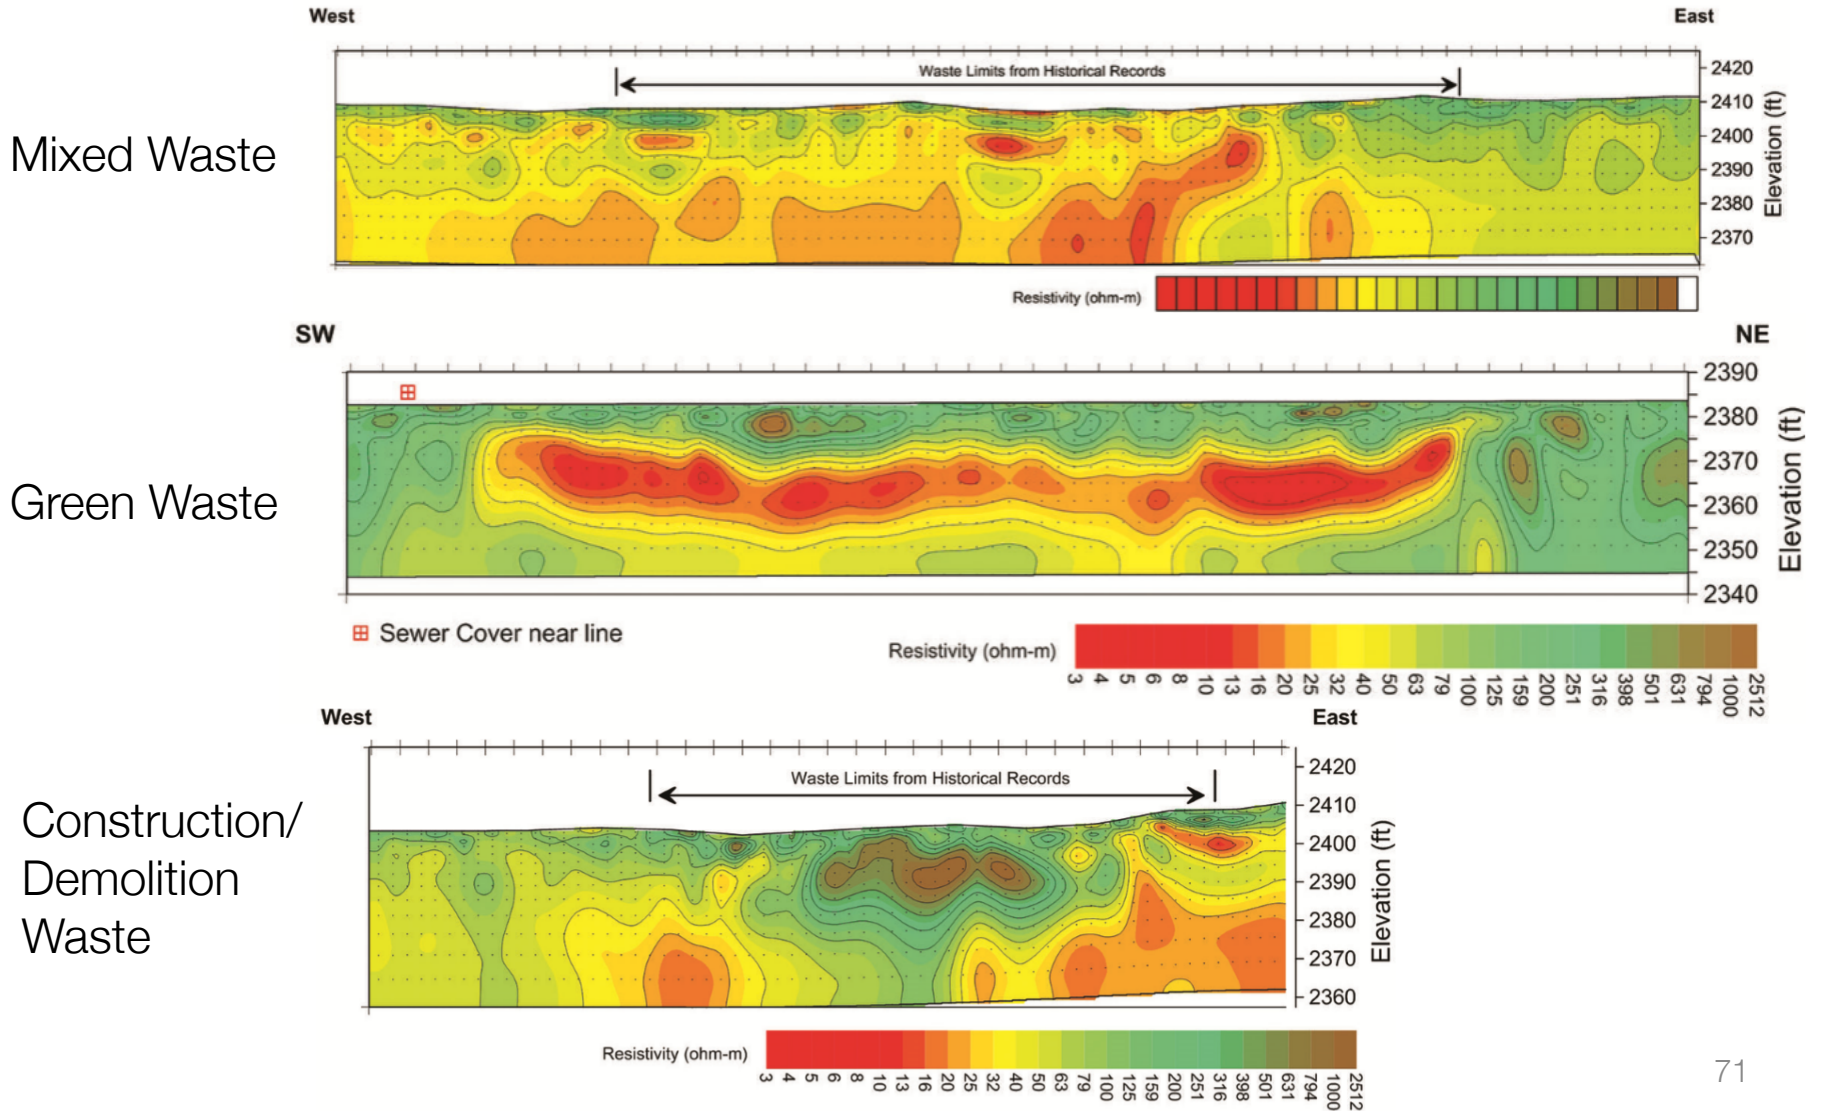 West
East
Waste Limits from Historical Records
2420
2410
2400
2390
2380
2370
Elevation (ft)
Mixed Waste
Resistivity (ohm-m)
SW
NE
2390
2380
2370
2360
2350
2340
Elevation (ft)
Green Waste
Sewer Cover near line
Resistivity (ohm-m)
3 4 5 6 8 10 13 16 20 25 32 40 50 63 79 100 125 159 200 251 316 398 501 631 794 1000 2512
West
East
Waste Limits from Historical Records
2420
2410
2400
2390
2380
2370
2360
Elevation (ft)
Construction/
Demolition
Waste
Resistivity (ohm-m)
3 4 5 6 8 10 13 16 20 25 32 40 50 63 79 100 125 159 200 251 316 398 501 631 794 1000 2512
71